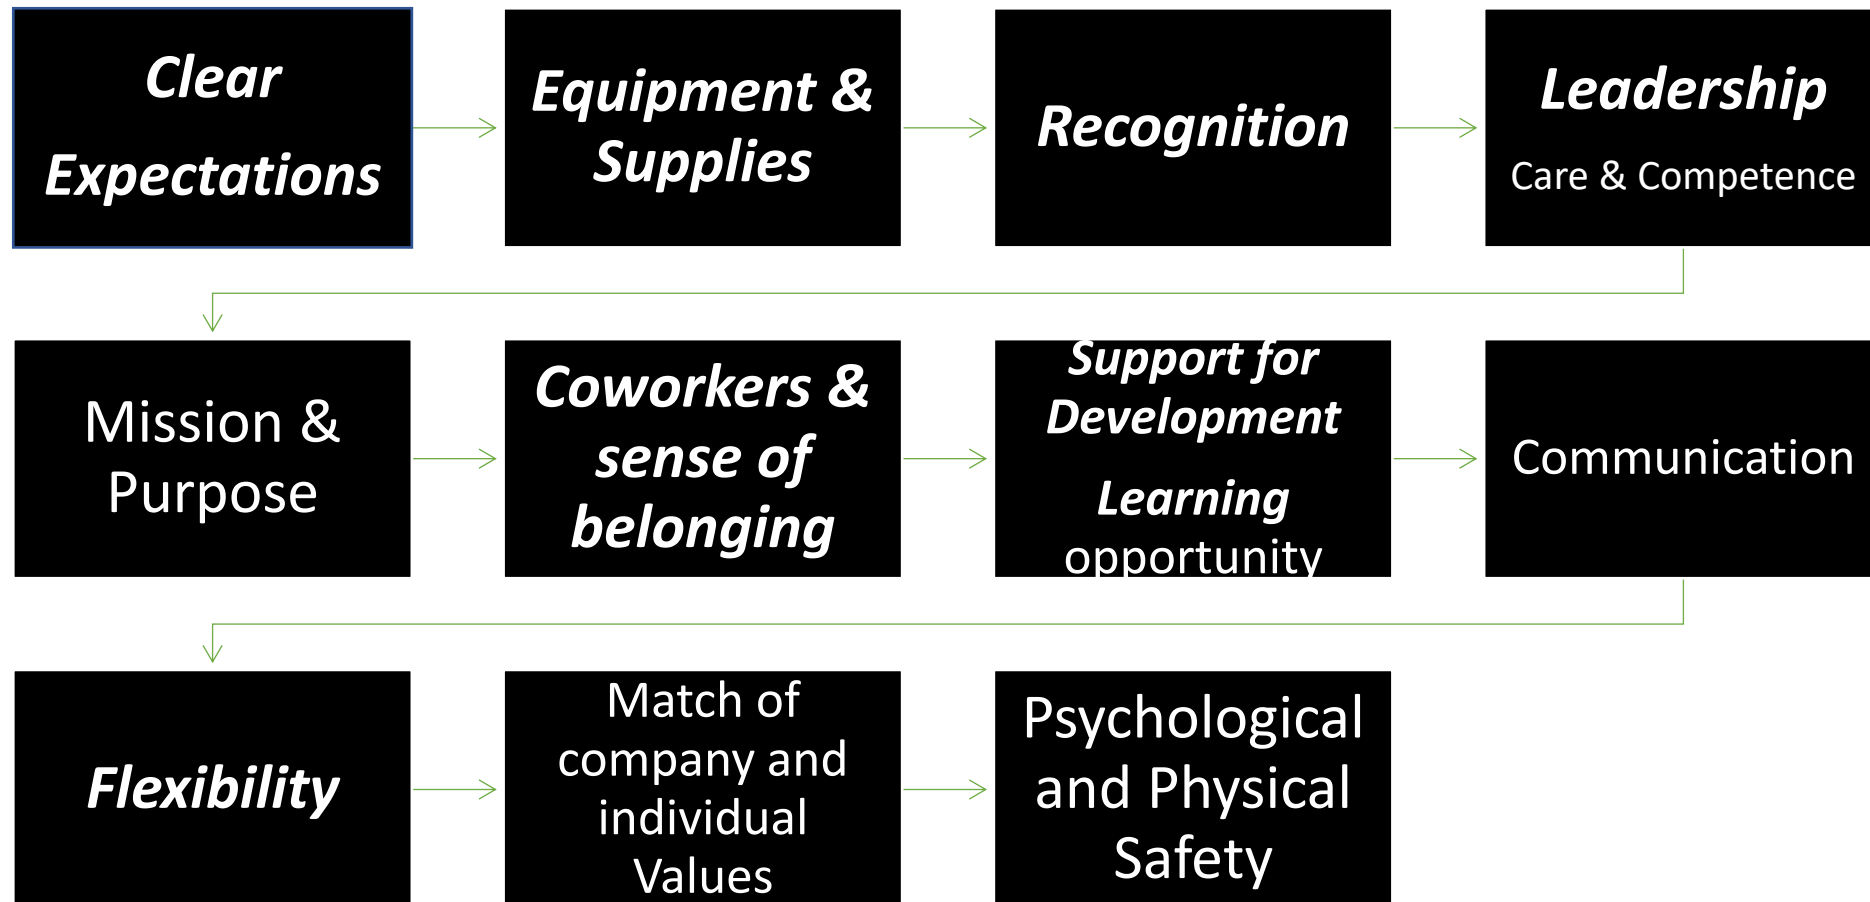 Clear
Expectations
Equipment &
Supplies
Recognition
Leadership
Care & Competence
Mission &
Purpose
Coworkers &
sense of
belonging
Support for
Development
Learning
opportunity
Communication
Flexibility
Match of
company and
individual
Values
Psychological
and Physical
Safety